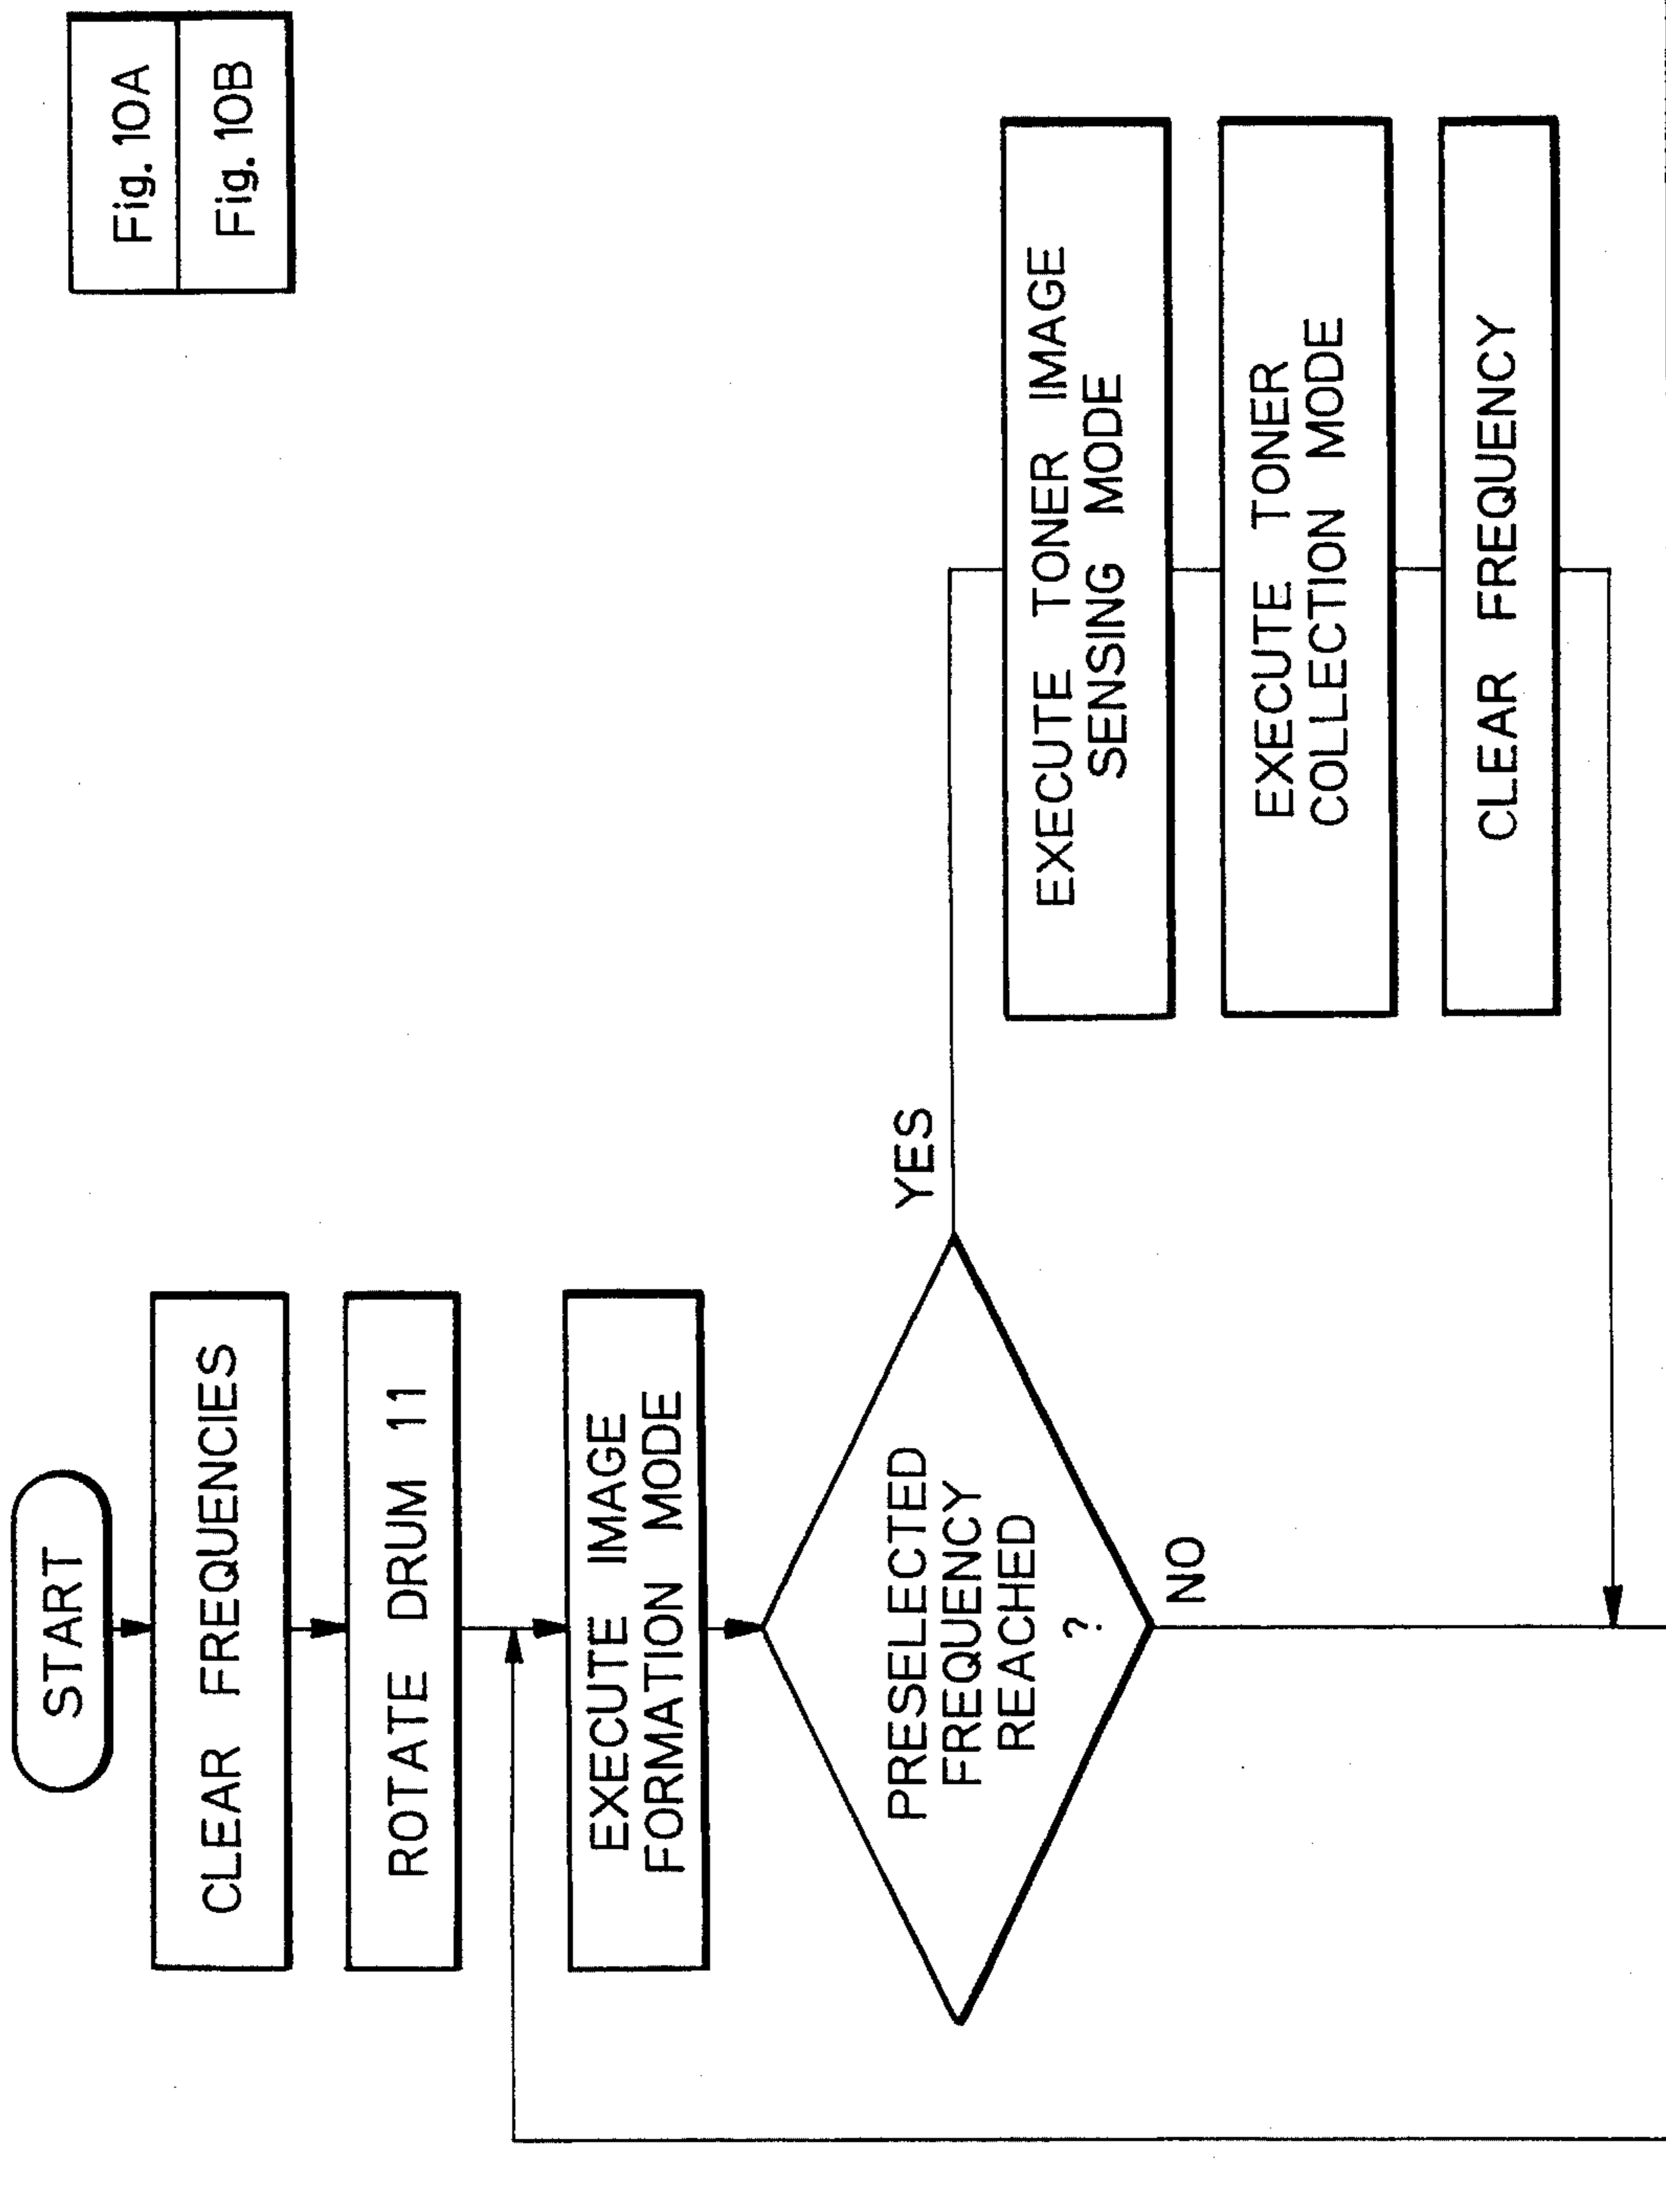 Fig. 10A
Fig. 10B
START
CLEAR FREQUENCIES
ROTATE DRUM 11
EXECUTE IMAGE
FORMATION MODE
PRESELECTED
FREQUENCY
REACHED
?
YES
NO
EXECUTE TONER IMAGE
SENSING MODE
EXECUTE TONER
COLLECTION MODE
CLEAR FREQUENCY